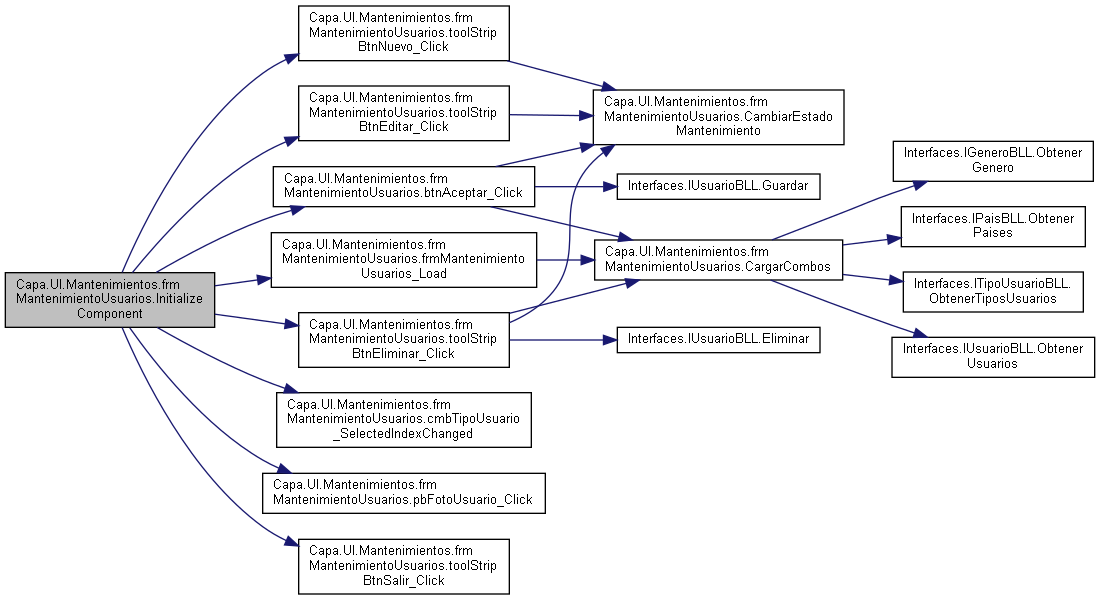 Capa.UI.Mantenimientos.frm
MantenimientoUsuarios.Initialize
Component
Capa.UI.Mantenimientos.frm
MantenimientoUsuarios.toolStrip
BtnNuevo_Click
Capa.UI.Mantenimientos.frm
MantenimientoUsuarios.toolStrip
BtnEditar_Click
Capa.UI.Mantenimientos.frm
MantenimientoUsuarios.btnAceptar_Click
Capa.UI.Mantenimientos.frm
MantenimientoUsuarios.frmMantenimiento
Usuarios_Load
Capa.UI.Mantenimientos.frm
MantenimientoUsuarios.toolStrip
BtnEliminar_Click
Capa.UI.Mantenimientos.frm
MantenimientoUsuarios.cmbTipoUsuario
_SelectedIndexChanged
Capa.UI.Mantenimientos.frm
MantenimientoUsuarios.pbFotoUsuario_Click
Capa.UI.Mantenimientos.frm
MantenimientoUsuarios.toolStrip
BtnSalir_Click
Capa.UI.Mantenimientos.frm
MantenimientoUsuarios.CambiarEstado
Mantenimiento
Interfaces.IUsuarioBLL.Guardar
Capa.UI.Mantenimientos.frm
MantenimientoUsuarios.CargarCombos
Interfaces.IUsuarioBLL.Eliminar
Interfaces.IGeneroBLL.Obtener
Genero
Interfaces.IPaisBLL.Obtener
Paises
Interfaces.ITipoUsuarioBLL.
ObtenerTiposUsuarios
Interfaces.IUsuarioBLL.Obtener
Usuarios